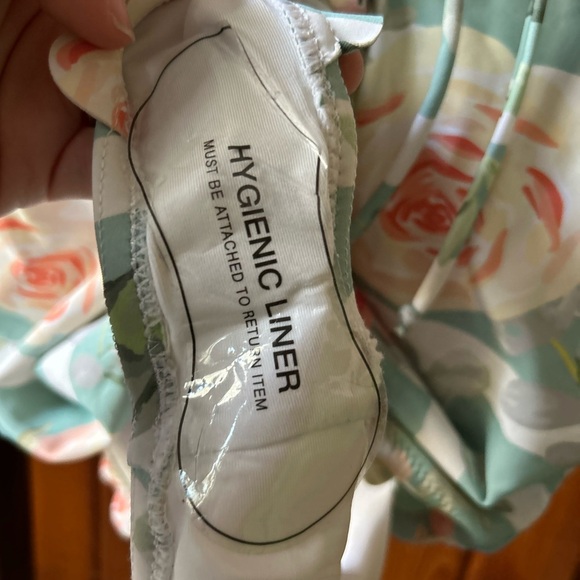 HYGIENIC LINER
MUST BE ATTACHED TO RETURN ITEM